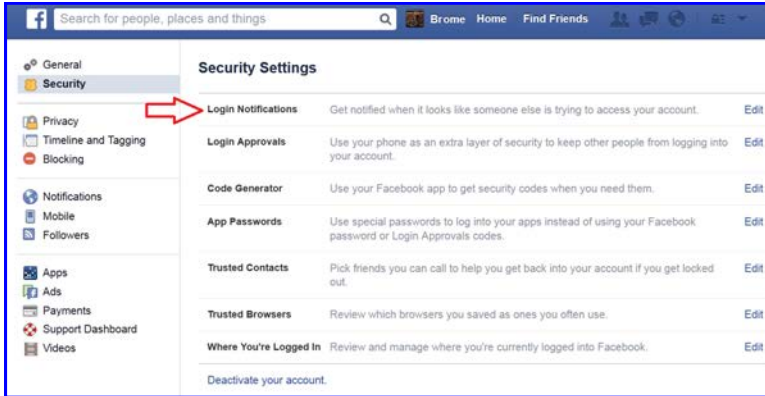 f Search for people, places and things Brome Home Find Friends
General
Security
Privacy
Timeline and Tagging
Blocking
Notifications
Mobile
Followers
Apps
Ads
Payments
Support Dashboard
Videos
Security Settings
Login Notifications Get notified when it looks like someone else is trying to access your account. Edit
Login Approvals Use your phone as an extra layer of security to keep other people from logging into Edit
your account.
Code Generator Use your Facebook app to get security codes when you need them. Edit
App Passwords Use special passwords to log into your apps instead of using your Facebook Edit
password or Login Approvals codes.
Trusted Contacts Pick friends you can call to help you get back into your account if you get locked Edit
out.
Trusted Browsers Review which browsers you saved as ones you often use. Edit
Where You're Logged In Review and manage where you're currently logged into Facebook. Edit
Deactivate your account.